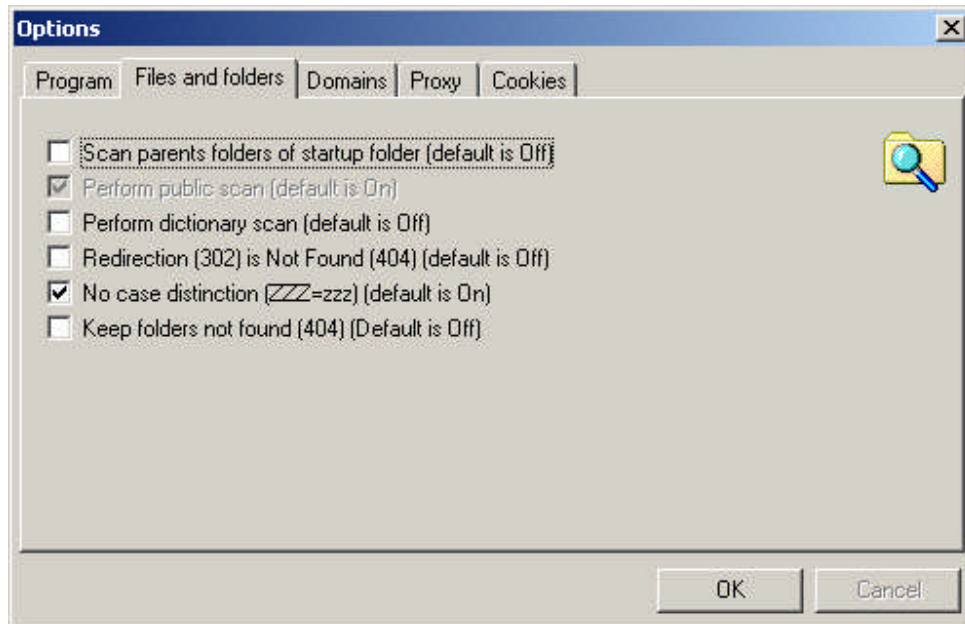 Options
Program Files and folders Domains Proxy Cookies
Scan parents folders of startup folder (default is Off)
Perform public scan (default is On)
Perform dictionary scan (default is Off)
Redirection (302) is Not Found (404) (default is Off)
No case distinction (ZZZ=zzz) (default is On)
Keep folders not found (404) (Default is Off)
OK Cancel